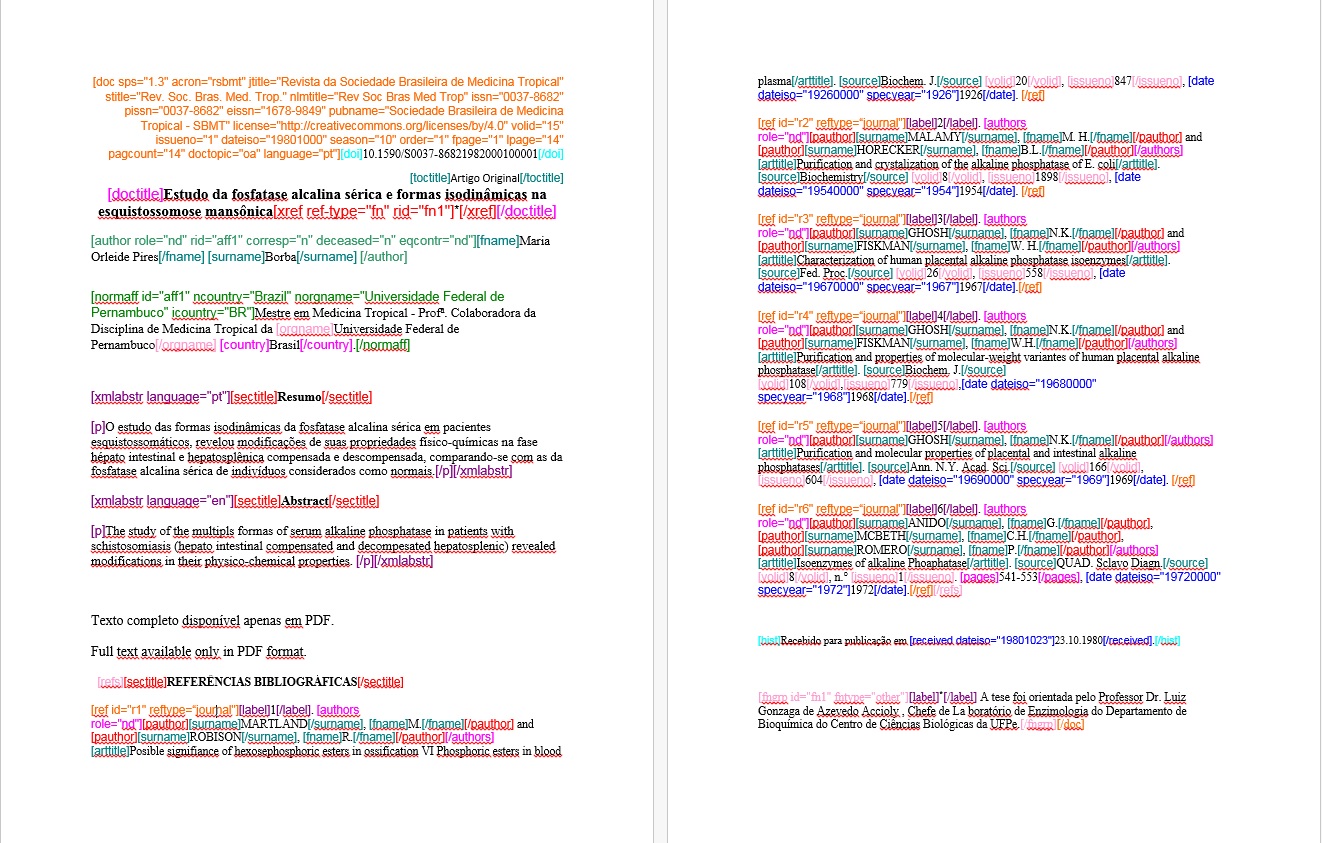 [doc sps="1.3" acron="rsbmt" jtitle="Revista da Sociedade Brasileira de Medicina Tropical"
stitle="Rev. Soc. Bras. Med. Trop." nlmtitle="Rev Soc Bras Med Trop" issn="0037-8682"
pissn="0037-8682" eissn="1678-9849" pubname="Sociedade Brasileira de Medicina
Tropical - SBMT" license="http://creativecommons.org/licenses/by/4.0" volid="15"
issueno="1" dateiso="19801000" season="10" order="1" fpage="1" lpage="14"
pagcount="14" doctopic="oa" language="pt"][doi]10.1590/S0037-86821982000100001[/doi]
[toctitle]Artigo Original[/toctitle]
[doctitle]Estudo da fosfatase alcalina sérica e formas isodinâmicas na
esquistossomose mansônica[xref ref-type="fn" rid="fn1"]*[/xref][/doctitle]
[author role="nd" rid="aff1" corresp="n" deceased="n" eqcontr="nd"][fname]Maria
Orleide Pires[/fname] [surname]Borba[/surname] [/author]
[normaff id="aff1" ncountry="Brazil" norgname="Universidade Federal de
Pernambuco" icountry="BR"]Mestre em Medicina Tropical - Profª. Colaboradora da
Disciplina de Medicina Tropical da [orgname]Universidade Federal de
Pernambuco[/orgname] [country]Brasil[/country].[/normaff]
[xmlabstr language="pt"][sectitle]Resumo[/sectitle]
[p]O estudo das formas isodinâmicas da fosfatase alcalina sérica em pacientes
esquistossomáticos, revelou modificações de suas propriedades físico-químicas na fase
hépato intestinal e hepatosplênica compensada e descompensada, comparando-se com as da
fosfatase alcalina sérica de indivíduos considerados como normais.[/p][/xmlabstr]
[xmlabstr language="en"][sectitle]Abstract[/sectitle]
[p]The study of the multipls forms of serum alkaline phosphatase in patients with
schistosomiasis (hepato intestinal compensated and decompesated hepatosplenic) revealed
modifications in their physico-chemical properties. [/p][/xmlabstr]
Texto completo disponível apenas em PDF.
Full text available only in PDF format.
[refs][sectitle]REFERÊNCIAS BIBLIOGRÁFICAS[/sectitle]
[ref id="r1" reftype="journal"][label]1[/label]. [authors
role="nd"][pauthor][surname]MARTLAND[/surname], [fname]M.[/fname][/pauthor] and
[pauthor][surname]ROBISON[/surname], [fname]R.[/fname][/pauthor][/authors]
[arttitle]Posible signifiance of hexosephosphoric esters in ossification VI Phosphoric esters in blood
plasma[/arttitle]. [source]Biochem. J.[/source] [volid]20[/volid], [issueno]847[/issueno], [date
dateiso="19260000" specyear="1926"]1926[/date]. [/ref]
[ref id="r2" reftype="journal"][label]2[/label]. [authors
role="nd"][pauthor][surname]MALAMY[/surname], [fname]M. H.[/fname][/pauthor] and
[pauthor][surname]HORECKER[/surname], [fname]B.L.[/fname][/pauthor][/authors]
[arttitle]Purification and crystalization of the alkaline phosphatase of E. coli[/arttitle].
[source]Biochemistry[/source] [volid]8[/volid], [issueno]1898[/issueno], [date
dateiso="19540000" specyear="1954"]1954[/date]. [/ref]
[ref id="r3" reftype="journal"][label]3[/label]. [authors
role="nd"][pauthor][surname]GHOSH[/surname], [fname]N.K.[/fname][/pauthor] and
[pauthor][surname]FISKMAN[/surname], [fname]W. H.[/fname][/pauthor][/authors]
[arttitle]Characterization of human placental alkaline phosphatase isoenzymes[/arttitle].
[source]Fed. Proc.[/source] [volid]26[/volid], [issueno]558[/issueno], [date
dateiso="19670000" specyear="1967"]1967[/date].[/ref]
[ref id="r4" reftype="journal"][label]4[/label]. [authors
role="nd"][pauthor][surname]GHOSH[/surname], [fname]N.K.[/fname][/pauthor] and
[pauthor][surname]FISKMAN[/surname], [fname]W.H.[/fname][/pauthor][/authors]
[arttitle]Purification and properties of molecular-weight variantes of human placental alkaline
phosphatase[/arttitle]. [source]Biochem. J.[/source]
[volid]108[/volid],[issueno]779[/issueno],[date dateiso="19680000"
specyear="1968"]1968[/date].[/ref]
[ref id="r5" reftype="journal"][label]5[/label]. [authors
role="nd"][pauthor][surname]GHOSH[/surname], [fname]N.K.[/fname][/pauthor][/authors]
[arttitle]Purification and molecular properties of placental and intestinal alkaline
phosphatases[/arttitle]. [source]Ann. N.Y. Acad. Sci.[/source] [volid]166[/volid],
[issueno]604[/issueno], [date dateiso="19690000" specyear="1969"]1969[/date]. [/ref]
[ref id="r6" reftype="journal"][label]6[/label]. [authors
role="nd"][pauthor][surname]ANIDO[/surname], [fname]G.[/fname][/pauthor],
[pauthor][surname]MCBETH[/surname], [fname]C.H.[/fname][/pauthor],
[pauthor][surname]ROMERO[/surname], [fname]P.[/fname][/pauthor][/authors]
[arttitle]Isoenzymes of alkaline Phoaphatase[/arttitle]. [source]QUAD. Sclavo Diagn.[/source]
[volid]8[/volid], n.° [issueno]1[/issueno]. [pages]541-553[/pages], [date dateiso="19720000"
specyear="1972"]1972[/date].[/ref][/refs]
[hist]Recebido para publicação em [received dateiso="19801023"]23.10.1980[/received].[/hist]
[fngrp id="fn1" fntype="other"][label]*[/label] A tese foi orientada pelo Professor Dr. Luiz
Gonzaga de Azevedo Accioly , Chefe de La boratório de Enzimologia do Departamento de
Bioquímica do Centro de Ciências Biológicas da UFPe.[/fngrp][/doc]